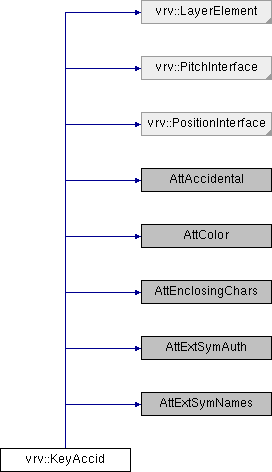 vrv::LayerElement
vrv::PitchInterface
vrv::PositionInterface
AttAccidental
AttColor
AttEnclosingChars
AttExtSymAuth
AttExtSymNames
vrv::KeyAccid